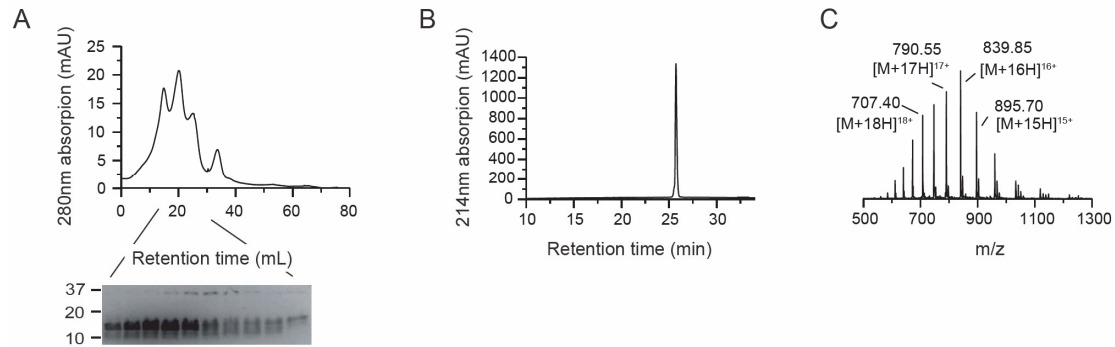 A
280nm absorpion (mAU)
25
20
15
10
5
0
0 20 40 60 80
Retention time (mL)
37
20
10
B
214nm absorpion (mAU)
1400
1200
1000
800
600
400
200
0
10 15 20 25 30
Retention time (min)
C
790.55
[M+17H]17+
839.85
[M+16H]16+
707.40
[M+18H]18+
895.70
[M+15H]15+
500 700 900 1100 1300
m/z